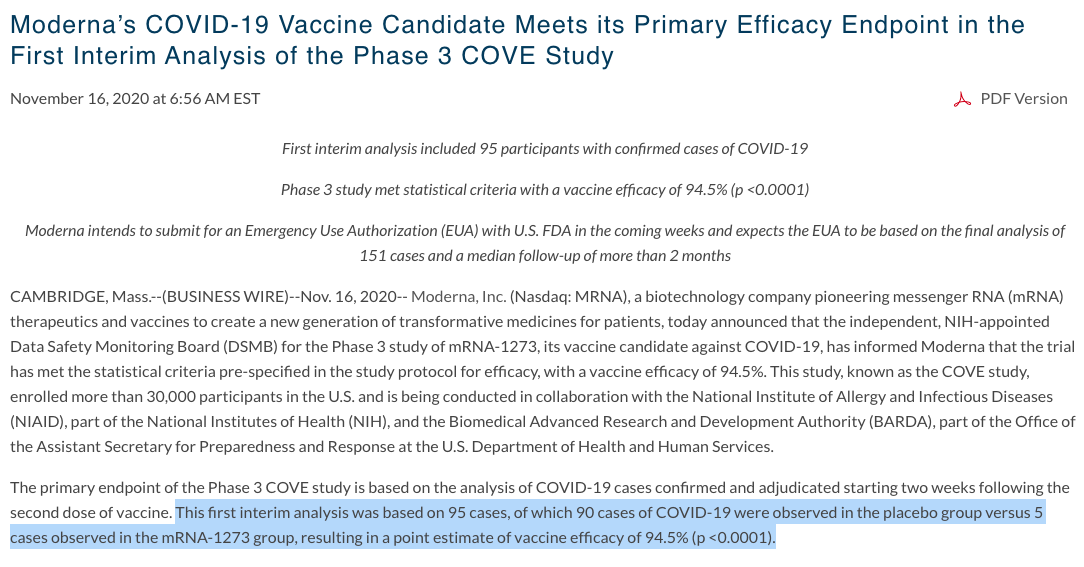 Moderna’s COVID-19 Vaccine Candidate Meets its Primary Efficacy Endpoint in the
First Interim Analysis of the Phase 3 COVE Study
November 16, 2020 at 6:56 AM EST
PDF Version
First interim analysis included 95 participants with confirmed cases of COVID-19
Phase 3 study met statistical criteria with a vaccine efficacy of 94.5% (p <0.0001)
Moderna intends to submit for an Emergency Use Authorization (EUA) with U.S. FDA in the coming weeks and expects the EUA to be based on the final analysis of
151 cases and a median follow-up of more than 2 months
CAMBRIDGE, Mass.--(BUSINESS WIRE)--Nov. 16, 2020-- Moderna, Inc. (Nasdaq: MRNA), a biotechnology company pioneering messenger RNA (mRNA)
therapeutics and vaccines to create a new generation of transformative medicines for patients, today announced that the independent, NIH-appointed
Data Safety Monitoring Board (DSMB) for the Phase 3 study of mRNA-1273, its vaccine candidate against COVID-19, has informed Moderna that the trial
has met the statistical criteria pre-specified in the study protocol for efficacy, with a vaccine efficacy of 94.5%. This study, known as the COVE study,
enrolled more than 30,000 participants in the U.S. and is being conducted in collaboration with the National Institute of Allergy and Infectious Diseases
(NIAID), part of the National Institutes of Health (NIH), and the Biomedical Advanced Research and Development Authority (BARDA), part of the Office of
the Assistant Secretary for Preparedness and Response at the U.S. Department of Health and Human Services.
The primary endpoint of the Phase 3 COVE study is based on the analysis of COVID-19 cases confirmed and adjudicated starting two weeks following the
second dose of vaccine. This first interim analysis was based on 95 cases, of which 90 cases of COVID-19 were observed in the placebo group versus 5
cases observed in the mRNA-1273 group, resulting in a point estimate of vaccine efficacy of 94.5% (p <0.0001).